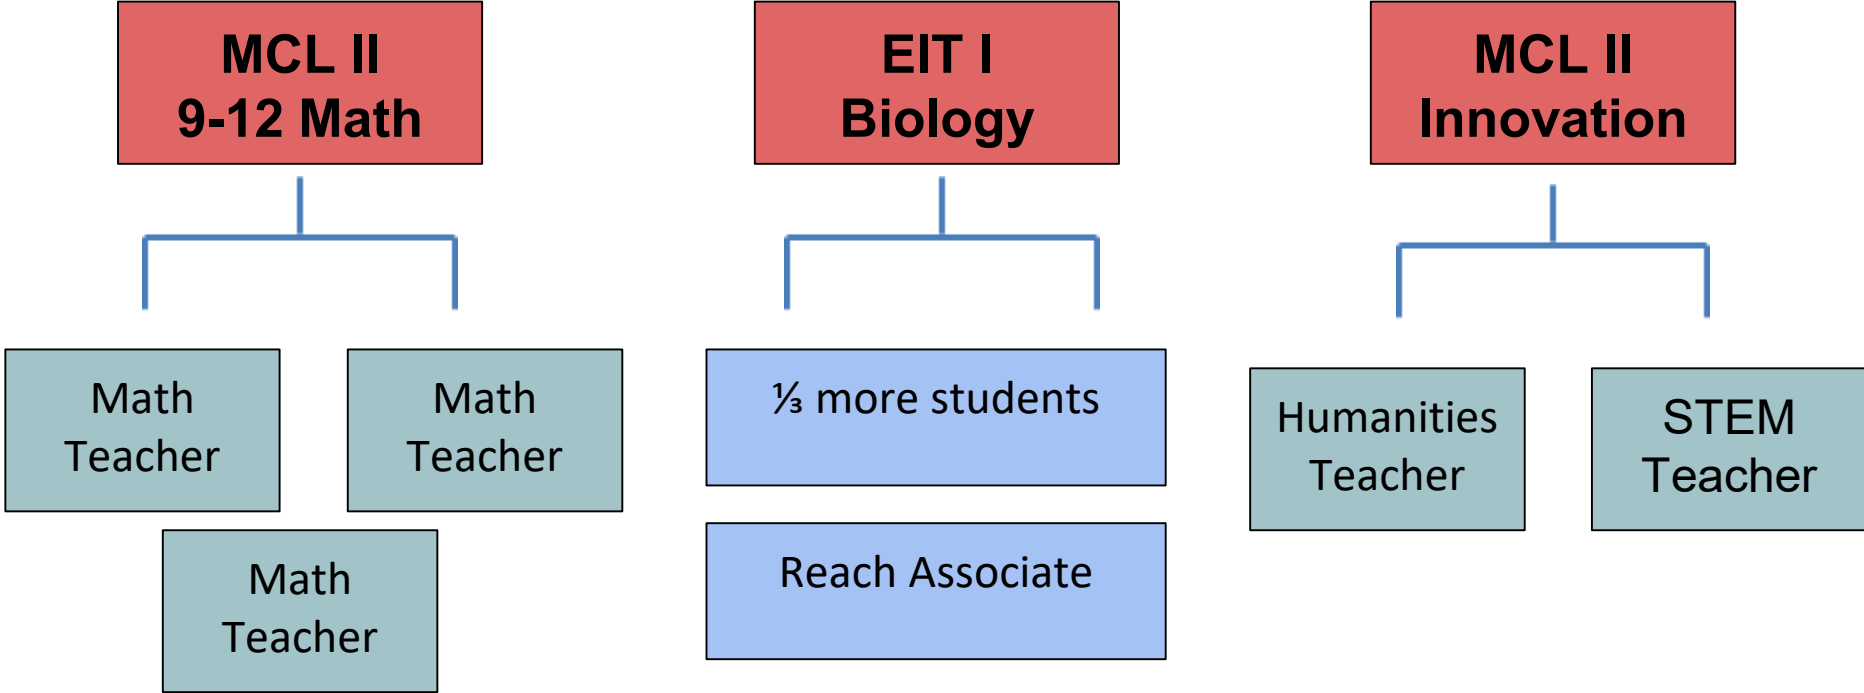 MCL II
9-12 Math
EIT I
Biology
MCL II
Innovation
Math
Teacher
Math
Teacher
Math
Teacher
⅓ more students
Reach Associate
Humanities
Teacher
STEM
Teacher